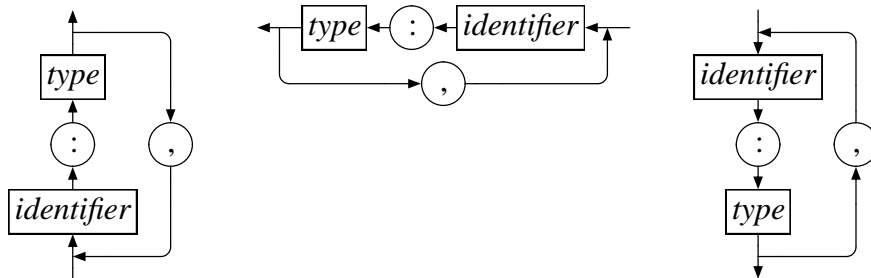 type
:
,
identifier
type : identifier
,
identifier
:
,
type